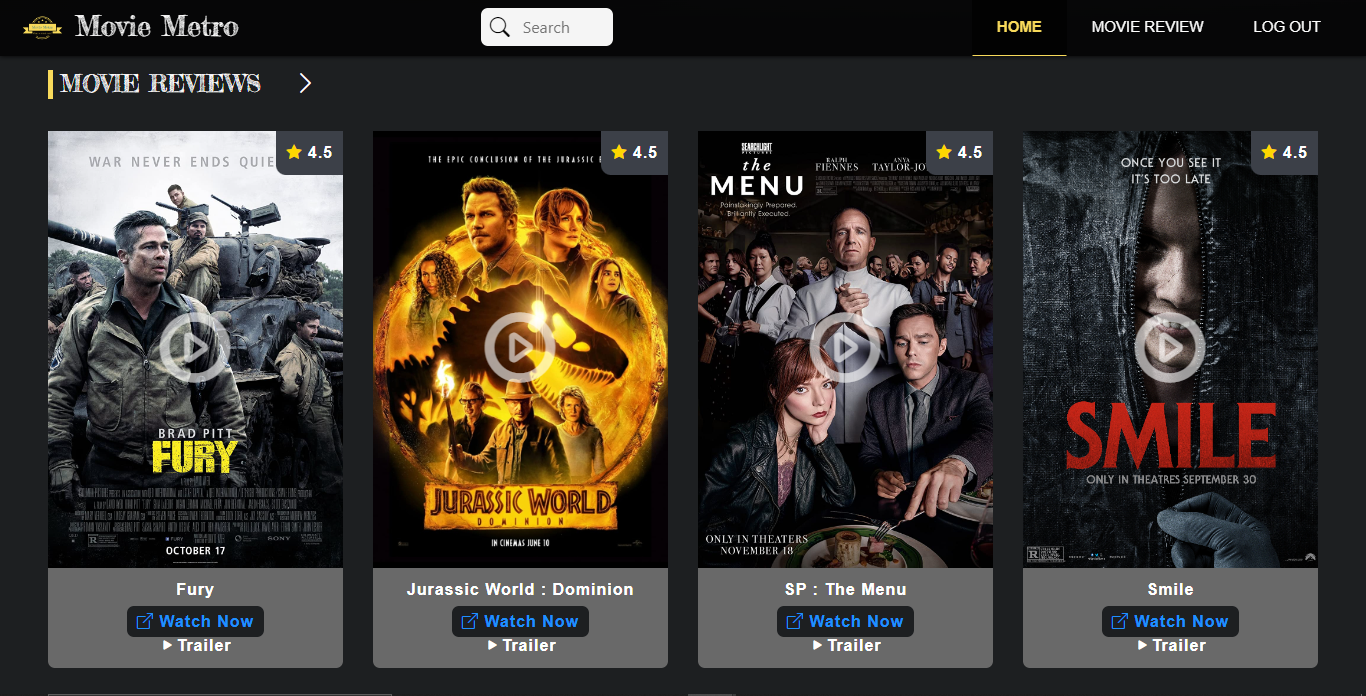 Movie Metro
Search
HOME
MOVIE REVIEW
LOG OUT
MOVIE REVIEWS
WAR NEVER ENDS QUIE
4.5
BRAD PITT
FURY
OCTOBER 17
Fury
Watch Now
Trailer
THE EPIC CONCLUSION OF THE JURASSIC E
4.5
JURASSIC WORLD
DOMINION
IN CINEMAS JUNE 10
Jurassic World : Dominion
Watch Now
Trailer
SEARCHLIGHT
PICTURES
the
MENU
Painstakingly Prepared.
Brilliantly Executed.
RALPH
FIENNES
ANYA
TAYLOR-JO
4.5
ONLY IN THEATERS
NOVEMBER 18
SP : The Menu
Watch Now
Trailer
ONCE YOU SEE IT
IT'S TOO LATE
4.5
SMILE
ONLY IN THEATRES SEPTEMBER 30
Smile
Watch Now
Trailer